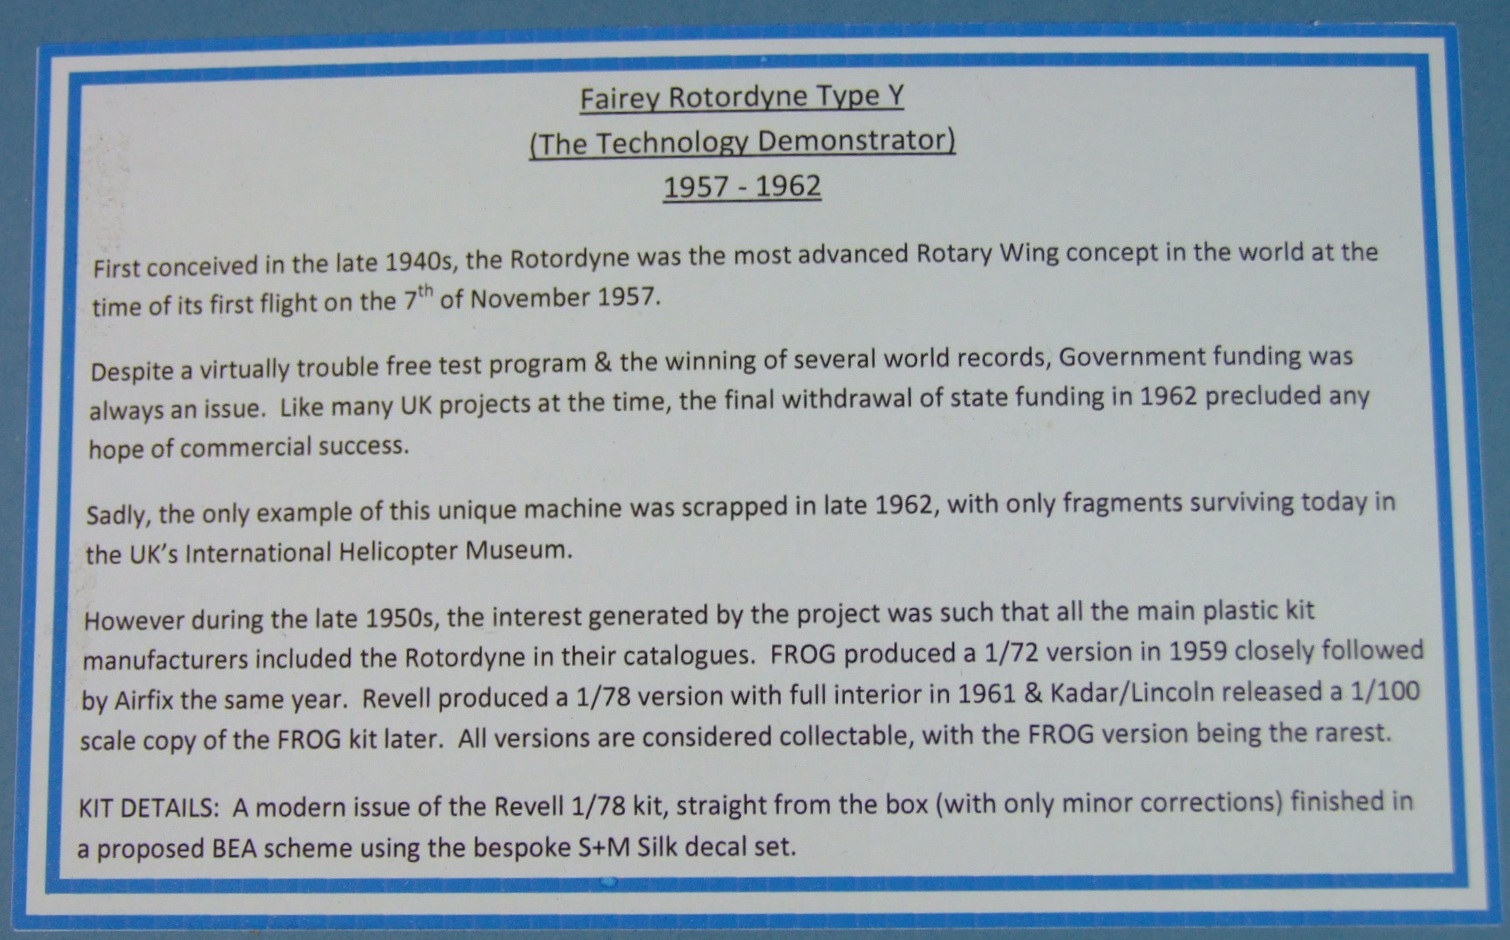 Fairey Rotordyne Type Y
(The Technology Demonstrator)
1957 - 1962
First conceived in the late 1940s, the Rotordyne was the most advanced Rotary Wing concept in the world at the
time of its first flight on the 7th of November 1957.
Despite a virtually trouble free test program & the winning of several world records, Government funding was
always an issue.  Like many UK projects at the time, the final withdrawal of state funding in 1962 precluded any
hope of commercial success.
Sadly, the only example of this unique machine was scrapped in late 1962, with only fragments surviving today in
the UK's International Helicopter Museum.
However during the late 1950s, the interest generated by the project was such that all the main plastic kit
manufacturers included the Rotordyne in their catalogues.  FROG produced a 1/72 version in 1959 closely followed
by Airfix the same year.  Revell produced a 1/78 version with full interior in 1961 & Kadar/Lincoln released a 1/100
scale copy of the FROG kit later.  All versions are considered collectable, with the FROG version being the rarest.
KIT DETAILS:  A modern issue of the Revell 1/78 kit, straight from the box (with only minor corrections) finished in
a proposed BEA scheme using the bespoke S+M Silk decal set.